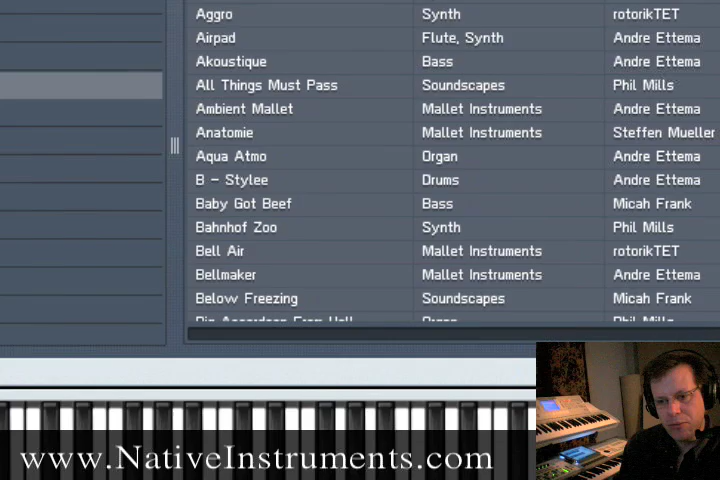 Aggro Synth rotorikTET
Airpad Flute, Synth Andre Ettema
Akoustique Bass Andre Ettema
All Things Must Pass Soundscapes Phil Mills
Ambient Mallet Mallet Instruments Andre Ettema
Anatomie Mallet Instruments Steffen Mueller
Aqua Atmo Organ Andre Ettema
B - Stylee Drums Andre Ettema
Baby Got Beef Bass Micah Frank
Bahnhof Zoo Synth Phil Mills
Bell Air Mallet Instruments rotorikTET
Bellmaker Mallet Instruments Andre Ettema
Below Freezing Soundscapes Micah Frank
Organ Phil Mills
www.NativeInstruments.com